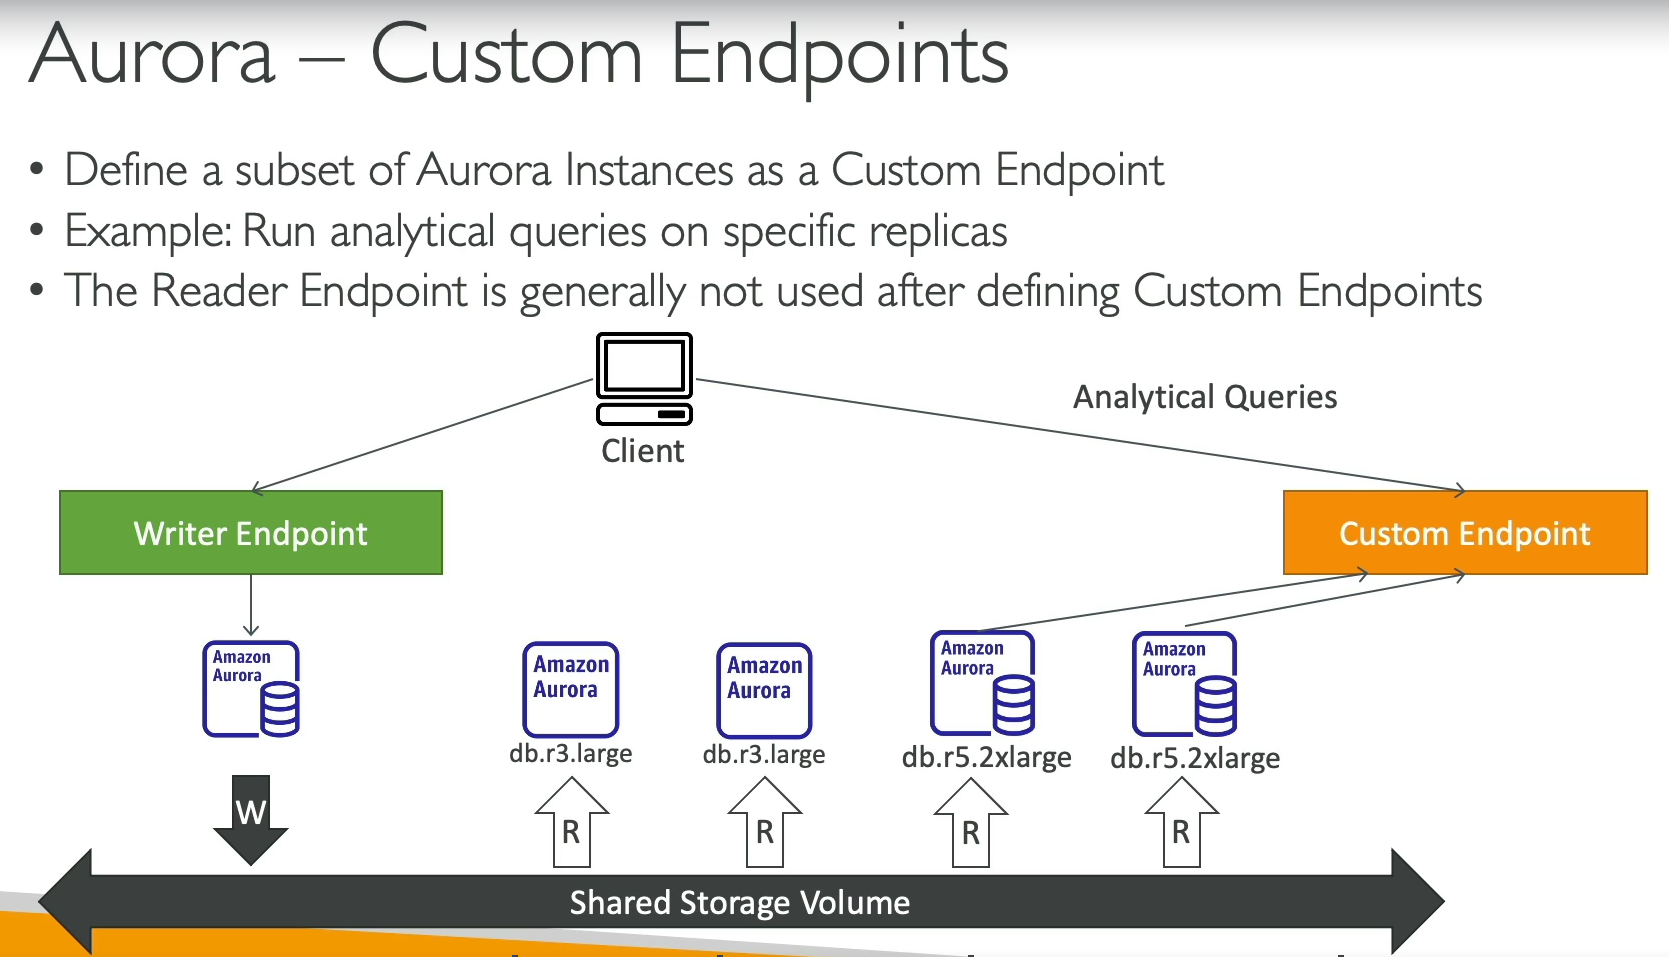 Aurora – Custom Endpoints
• Define a subset of Aurora Instances as a Custom Endpoint
• Example: Run analytical queries on specific replicas
• The Reader Endpoint is generally not used after defining Custom Endpoints
Analytical Queries
Client
Writer Endpoint
Custom Endpoint
Amazon
Aurora
Amazon
Aurora
db.r3.large
Amazon
Aurora
db.r3.large
Amazon
Aurora
db.r5.2xlarge
Amazon
Aurora
db.r5.2xlarge
W
R
R
R
R
Shared Storage Volume